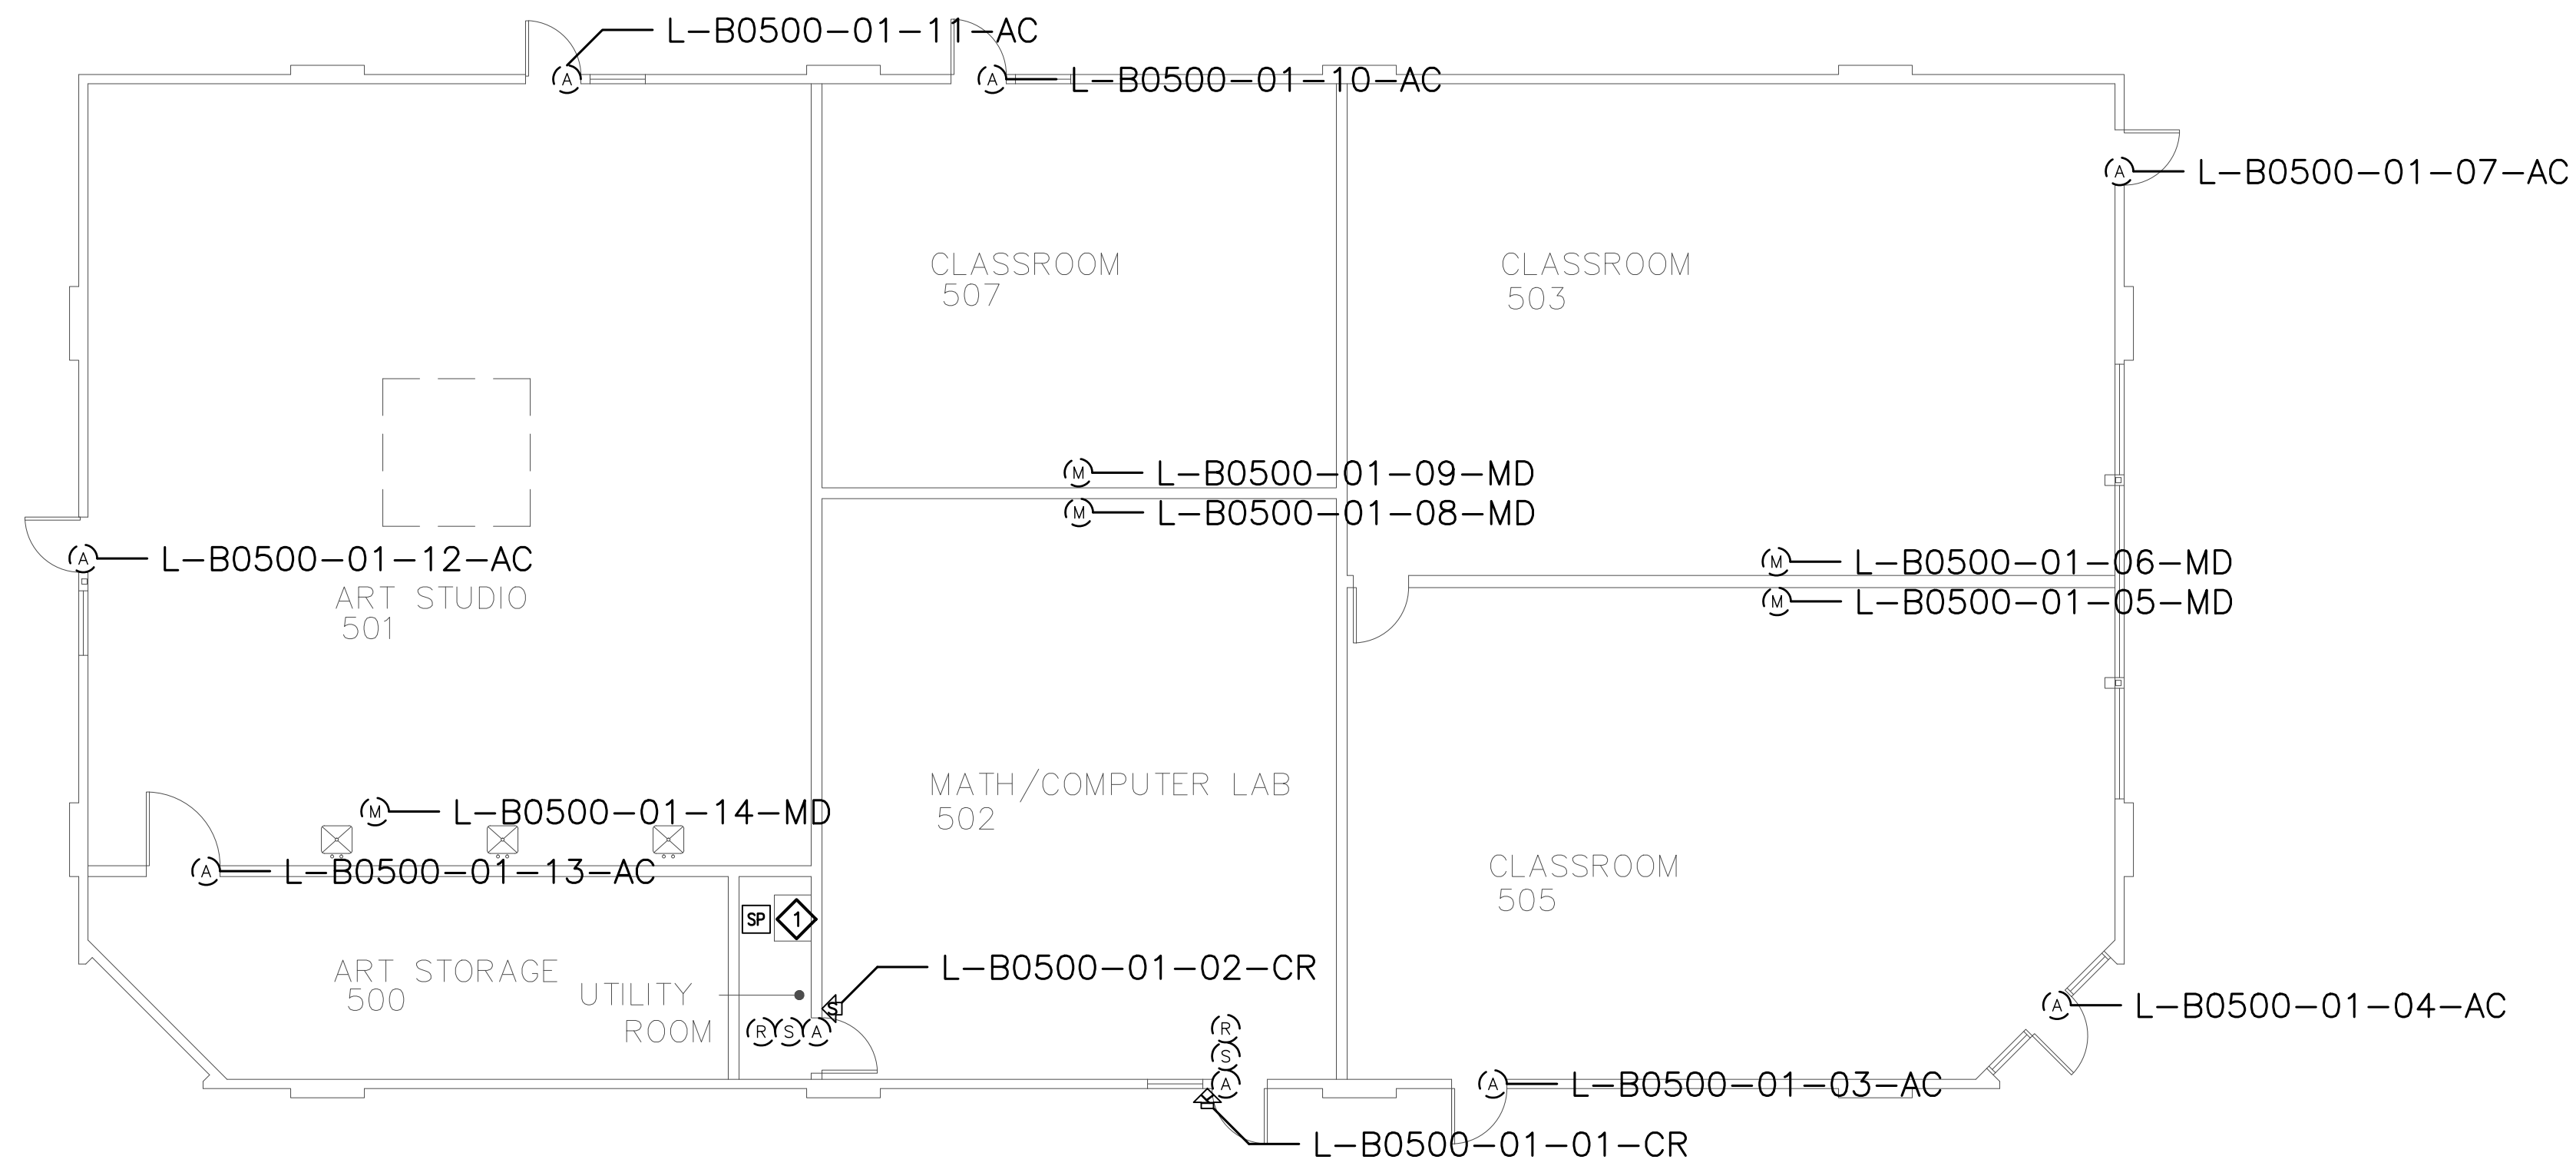 L-B0500-01-11-AC
A
A
L-B0500-01-10-AC
A
L-B0500-01-07-AC
CLASSROOM
507
CLASSROOM
503
M
L-B0500-01-09-MD
M
L-B0500-01-08-MD
A
L-B0500-01-12-AC
M
L-B0500-01-06-MD
M
L-B0500-01-05-MD
ART STUDIO
501
MATH/COMPUTER LAB
502
M
L-B0500-01-14-MD
A
L-B0500-01-13-AC
CLASSROOM
505
SP
1
ART STORAGE
500
UTILITY
ROOM
L-B0500-01-02-CR
S
R
S
A
R
S
A
A
L-B0500-01-04-AC
A
L-B0500-01-03-AC
L-B0500-01-01-CR